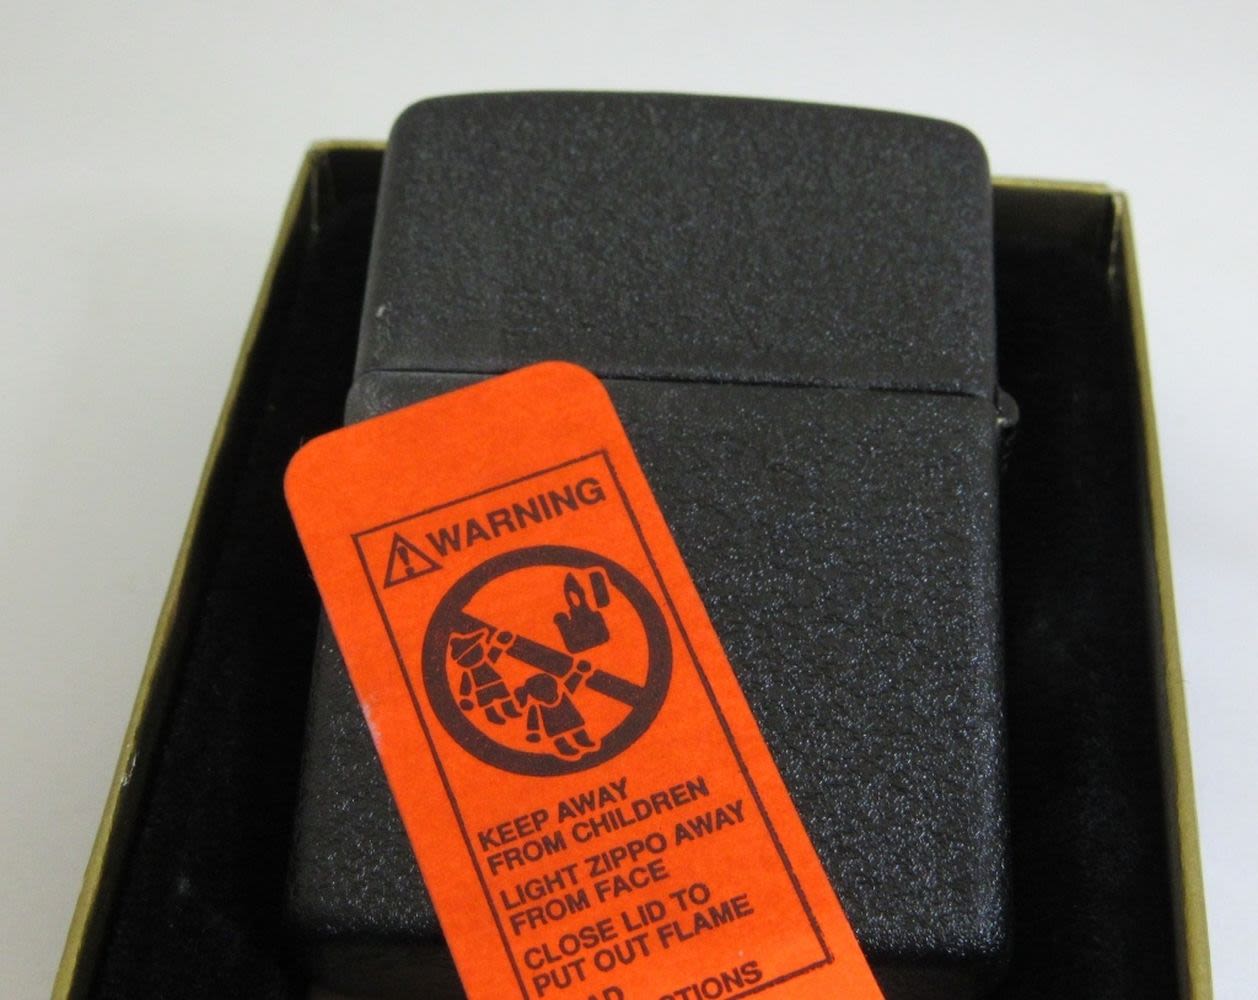 WARNING
KEEP AWAY
FROM CHILDREN
LIGHT ZIPPO AWAY
FROM FACE
CLOSE LID TO
PUT OUT FLAME